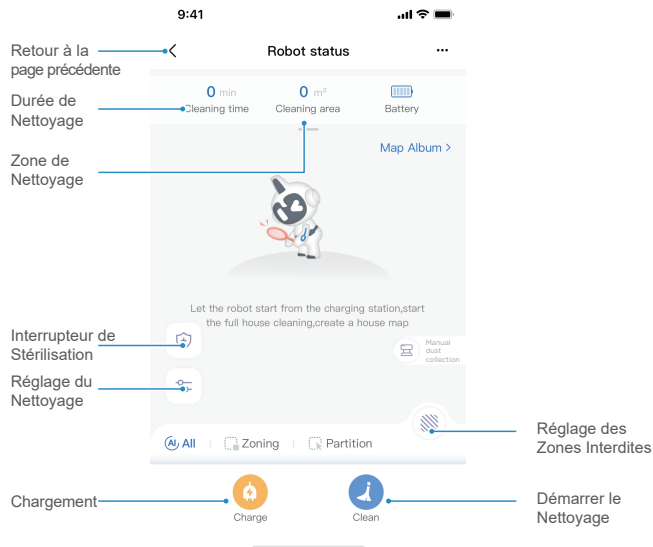 9:41
Retour à la
page précédente
Robot status
Durée de
Nettoyage
0 min
Cleaning time
0 m²
Cleaning area
Battery
Zone de
Nettoyage
Map Album >
Let the robot start from the charging station,start
the full house cleaning,create a house map
Interrupteur de
Stérilisation
Manual
dust
collection
Réglage du
Nettoyage
Réglage des
Zones Interdites
AI All
Zoning
Partition
Chargement
Charge
Clean
Démarrer le
Nettoyage